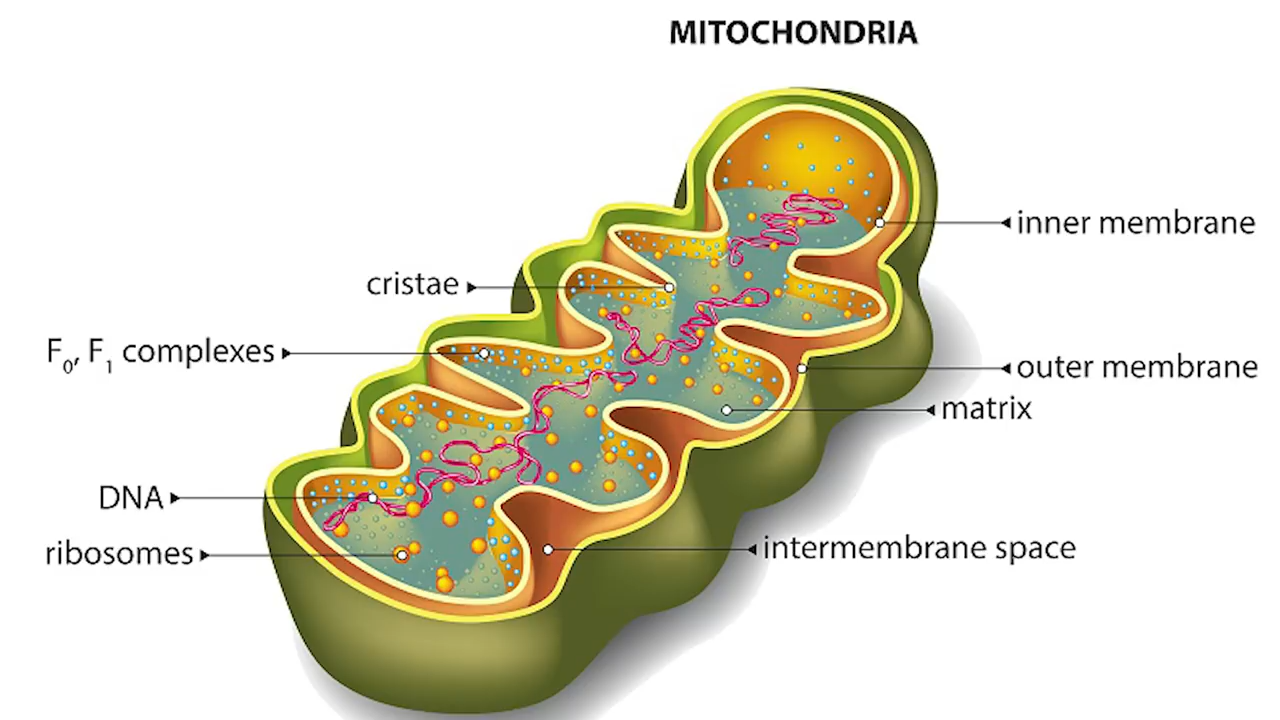 MITOCHONDRIA
inner membrane
cristae
F₀, F₁ complexes
outer membrane
matrix
DNA
ribosomes
intermembrane space